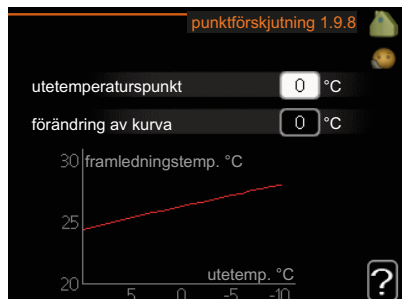 punktförskjutning 1.9.8
utetemperaturspunkt 0 °C
förändring av kurva 0 °C
30 framledningstemp. °C
25
utetemp. °C
20
5 0 -5 -10
?